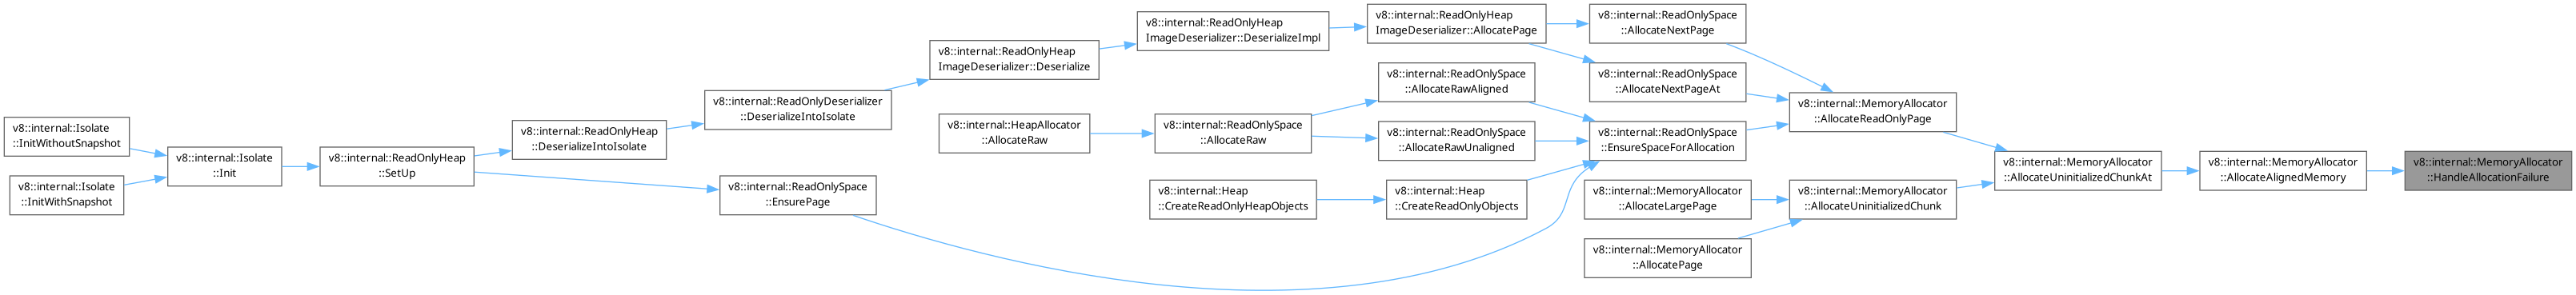 v8::internal::Isolate
::InitWithoutSnapshot
v8::internal::Isolate
::InitWithSnapshot
v8::internal::Isolate
::Init
v8::internal::ReadOnlyHeap
::SetUp
v8::internal::ReadOnlyHeap
::DeserializeIntoIsolate
v8::internal::ReadOnlyDeserializer
::DeserializeIntoIsolate
v8::internal::ReadOnlySpace
::EnsurePage
v8::internal::ReadOnlyHeap
ImageDeserializer::Deserialize
v8::internal::HeapAllocator
::AllocateRaw
v8::internal::ReadOnlyHeap
ImageDeserializer::DeserializeImpl
v8::internal::ReadOnlySpace
::AllocateRaw
v8::internal::Heap
::CreateReadOnlyHeapObjects
v8::internal::ReadOnlyHeap
ImageDeserializer::AllocatePage
v8::internal::ReadOnlySpace
::AllocateRawAligned
v8::internal::ReadOnlySpace
::AllocateRawUnaligned
v8::internal::Heap
::CreateReadOnlyObjects
v8::internal::ReadOnlySpace
::AllocateNextPage
v8::internal::ReadOnlySpace
::AllocateNextPageAt
v8::internal::ReadOnlySpace
::EnsureSpaceForAllocation
v8::internal::MemoryAllocator
::AllocateLargePage
v8::internal::MemoryAllocator
::AllocatePage
v8::internal::MemoryAllocator
::AllocateReadOnlyPage
v8::internal::MemoryAllocator
::AllocateUninitializedChunk
v8::internal::MemoryAllocator
::AllocateUninitializedChunkAt
v8::internal::MemoryAllocator
::AllocateAlignedMemory
v8::internal::MemoryAllocator
::HandleAllocationFailure